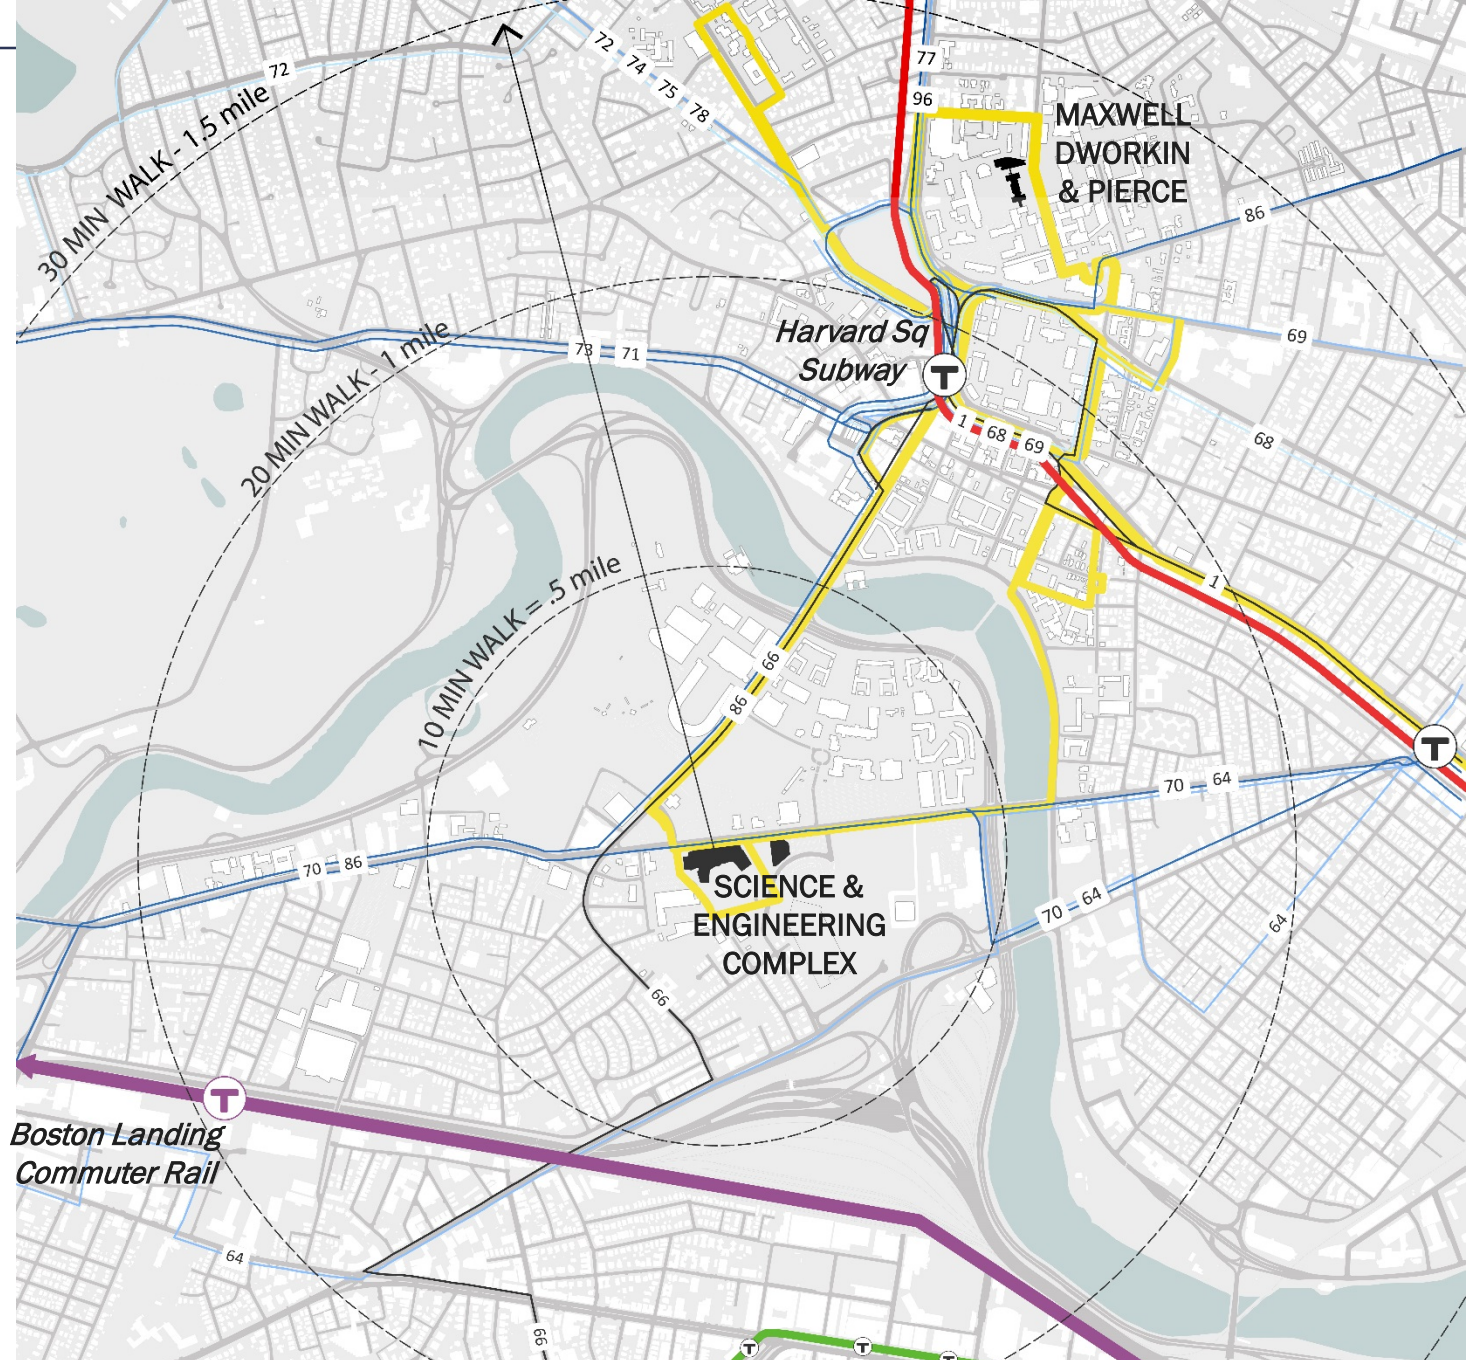 72
72
74
75
78
77
96
MAXWELL
DWORKIN
& PIERCE
30 MIN WALK - 1.5 mile
86
Harvard Sq
Subway
T
69
73
71
20 MIN WALK - 1 mile
1
68
69
68
10 MIN WALK = .5 mile
1
66
86
T
70
64
70
86
SCIENCE &
ENGINEERING
COMPLEX
70
64
64
66
T
Boston Landing
Commuter Rail
64
66
T
T
T